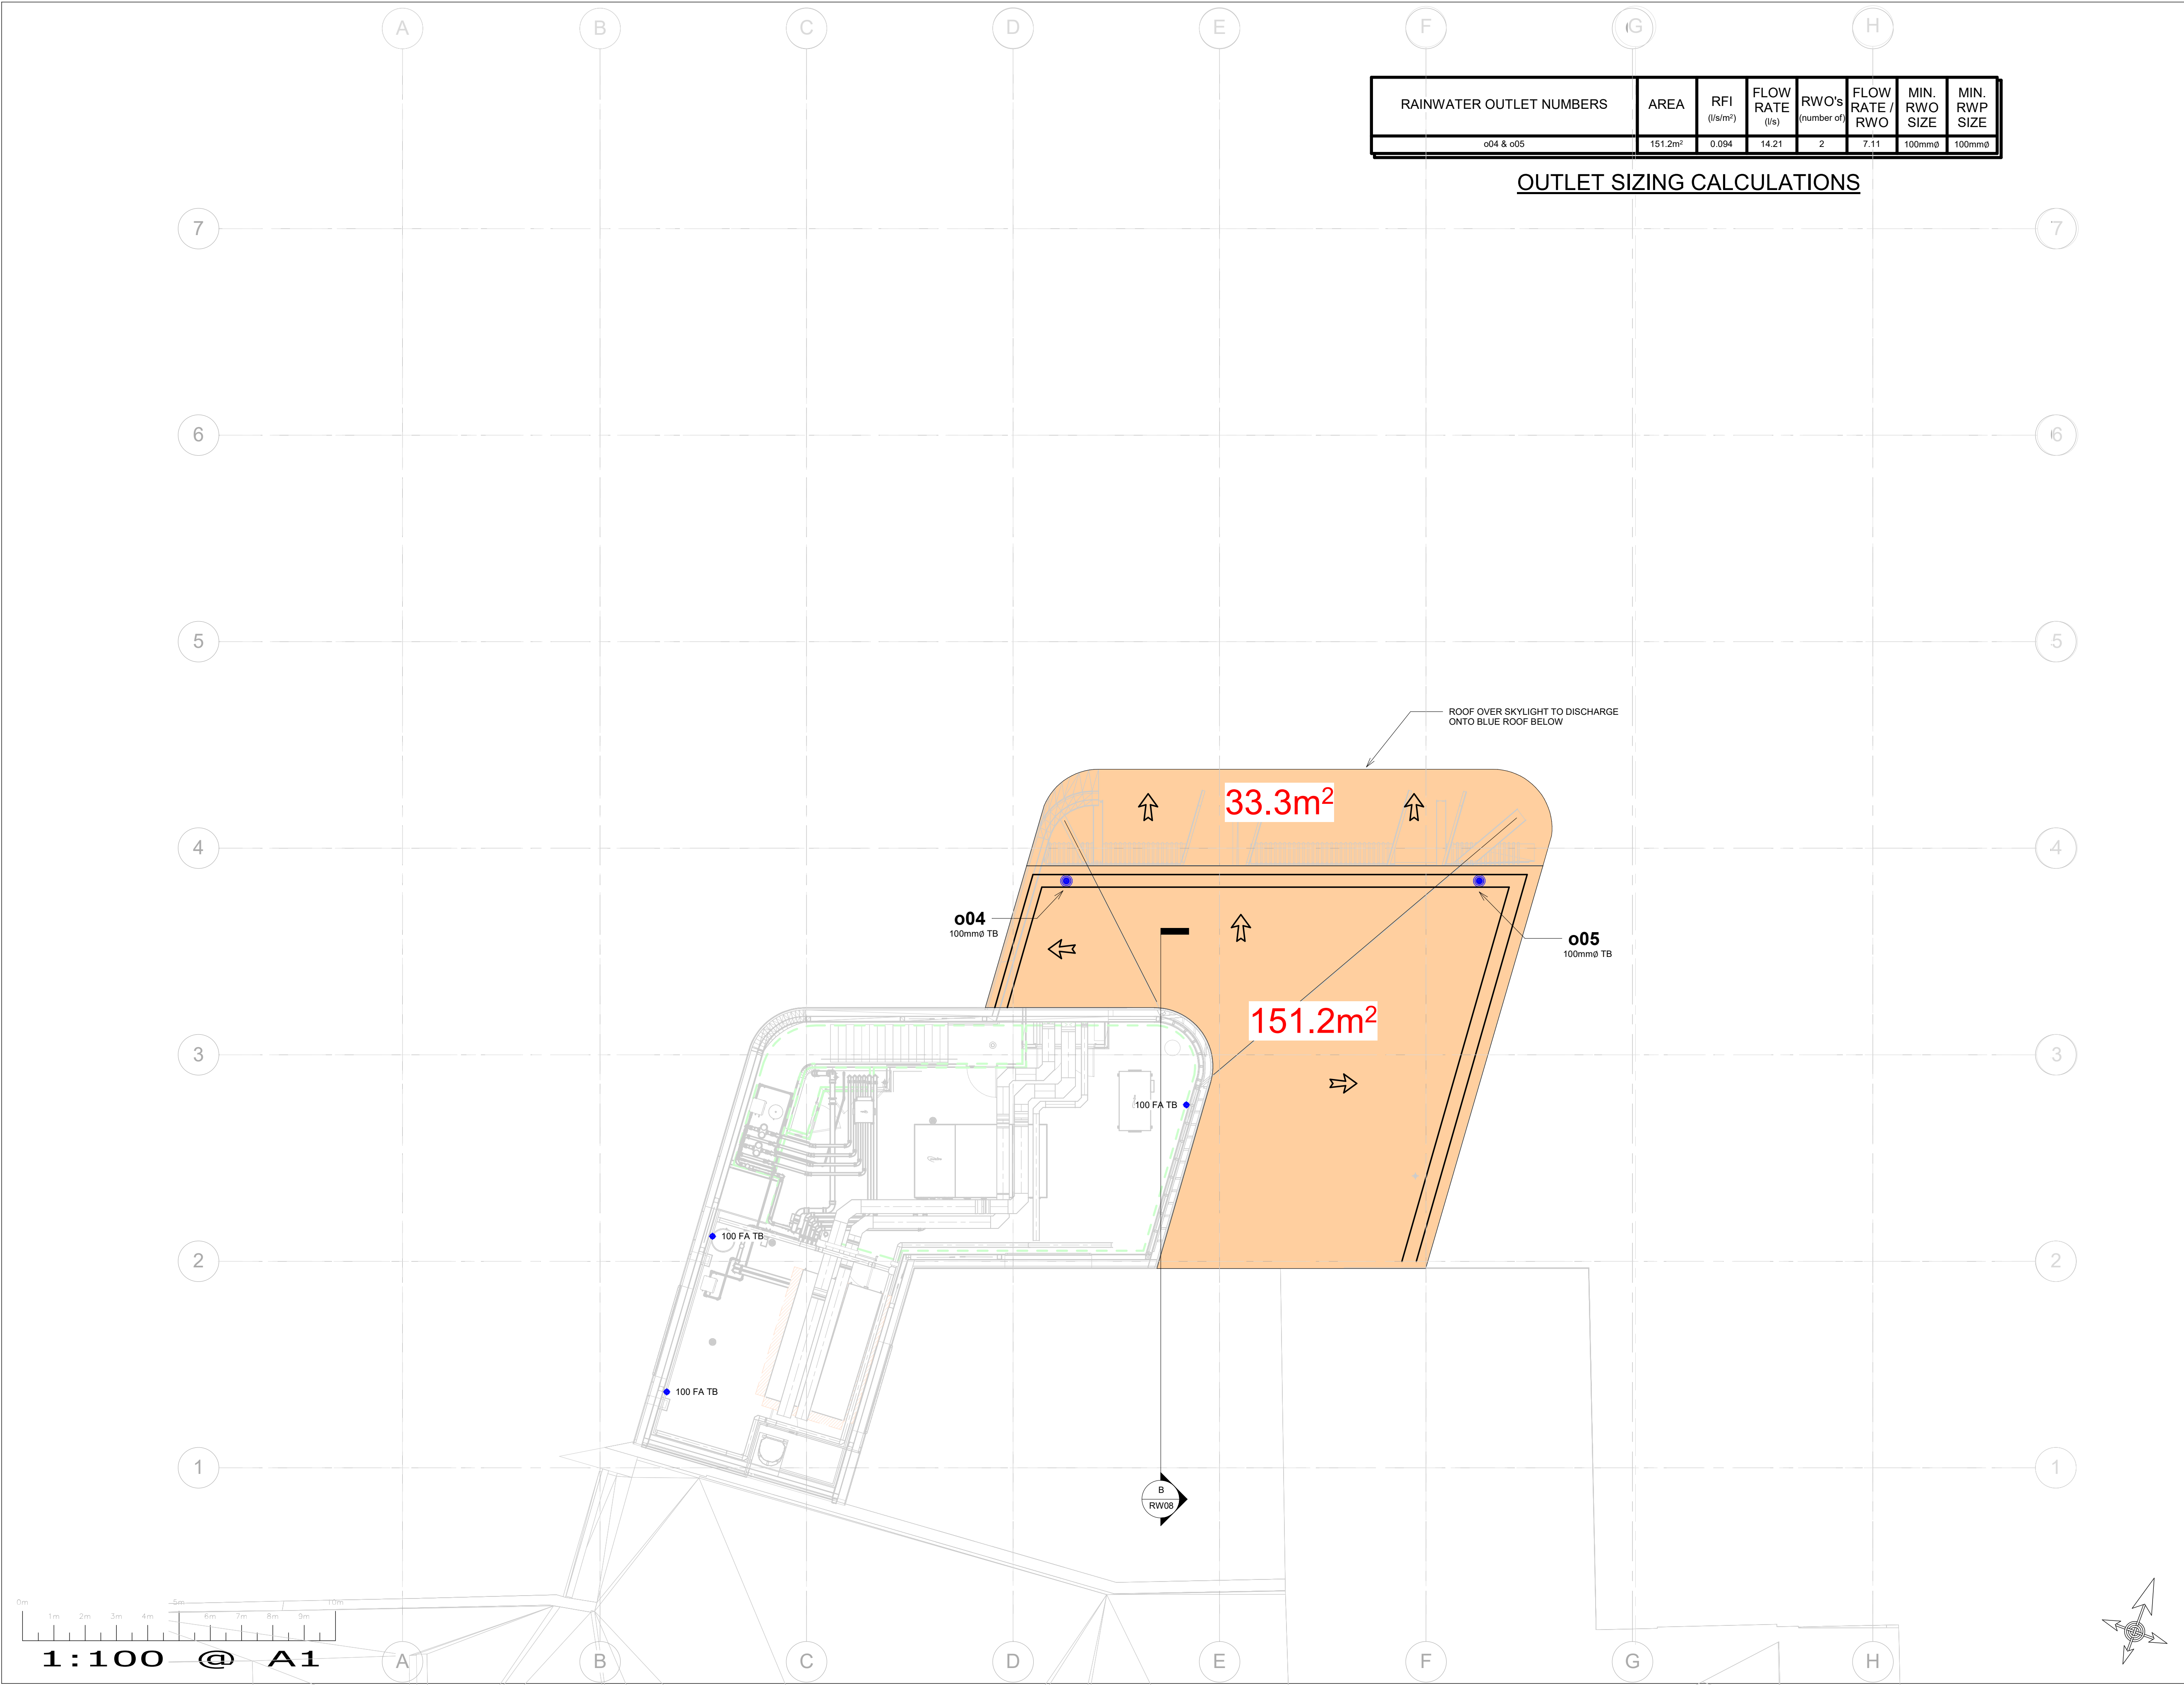 A B C D E F G H
RAINWATER OUTLET NUMBERS
AREA
RFI
(l/s/m²)
FLOW
RATE
(l/s)
RWO's
(number of)
FLOW
RATE /
RWO
MIN.
RWO
SIZE
MIN.
RWP
SIZE
o04 & o05 151.2m² 0.094 14.21 2 7.11 100mmø 100mmø
OUTLET SIZING CALCULATIONS
7 7
6 6
5 5
ROOF OVER SKYLIGHT TO DISCHARGE
ONTO BLUE ROOF BELOW
33.3m²
4 4
o04
100mmø TB
o05
100mmø TB
151.2m²
3 3
100 FA TB
100 FA TB
2 2
100 FA TB
1 1
B
RW08
0m 5m 10m
1m 2m 3m 4m 6m 7m 8m 9m
1:100 @ A1
A B C D E F G H